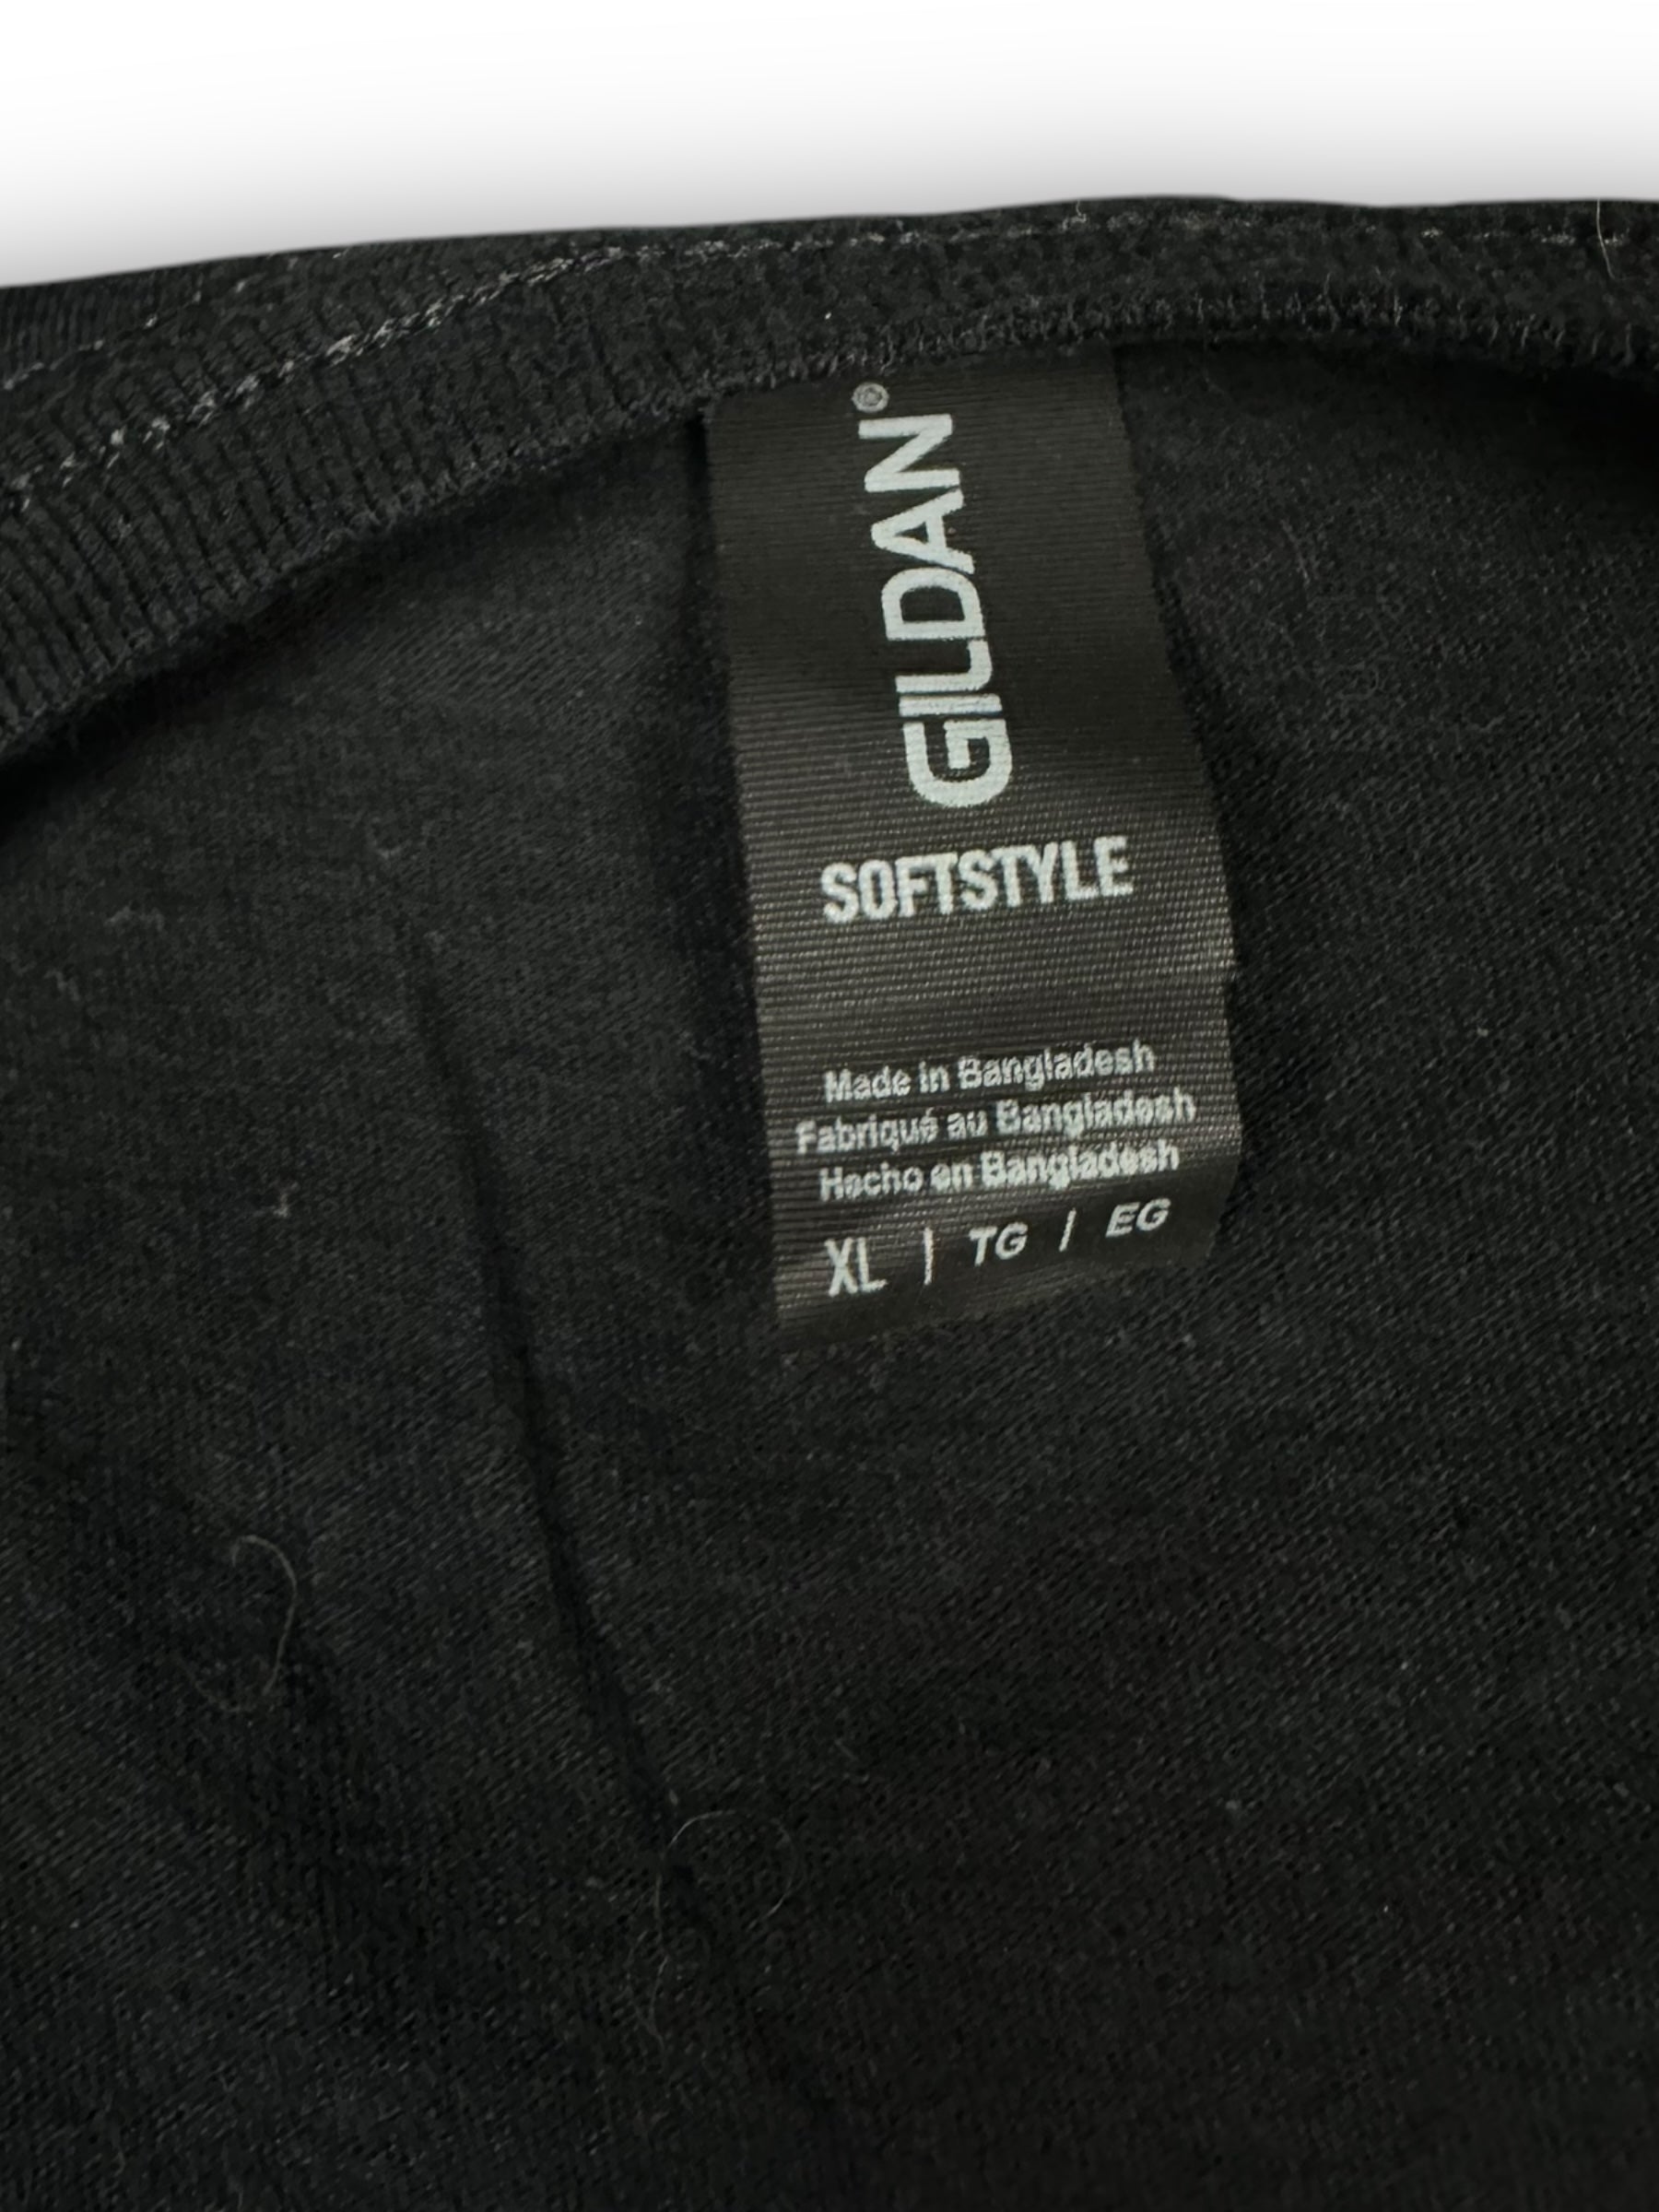 GILDAN®
SOFTSTYLE
Made in Bangladesh
Fabriqué au Bangladesh
Hecho en Bangladesh
XL | TG / EG